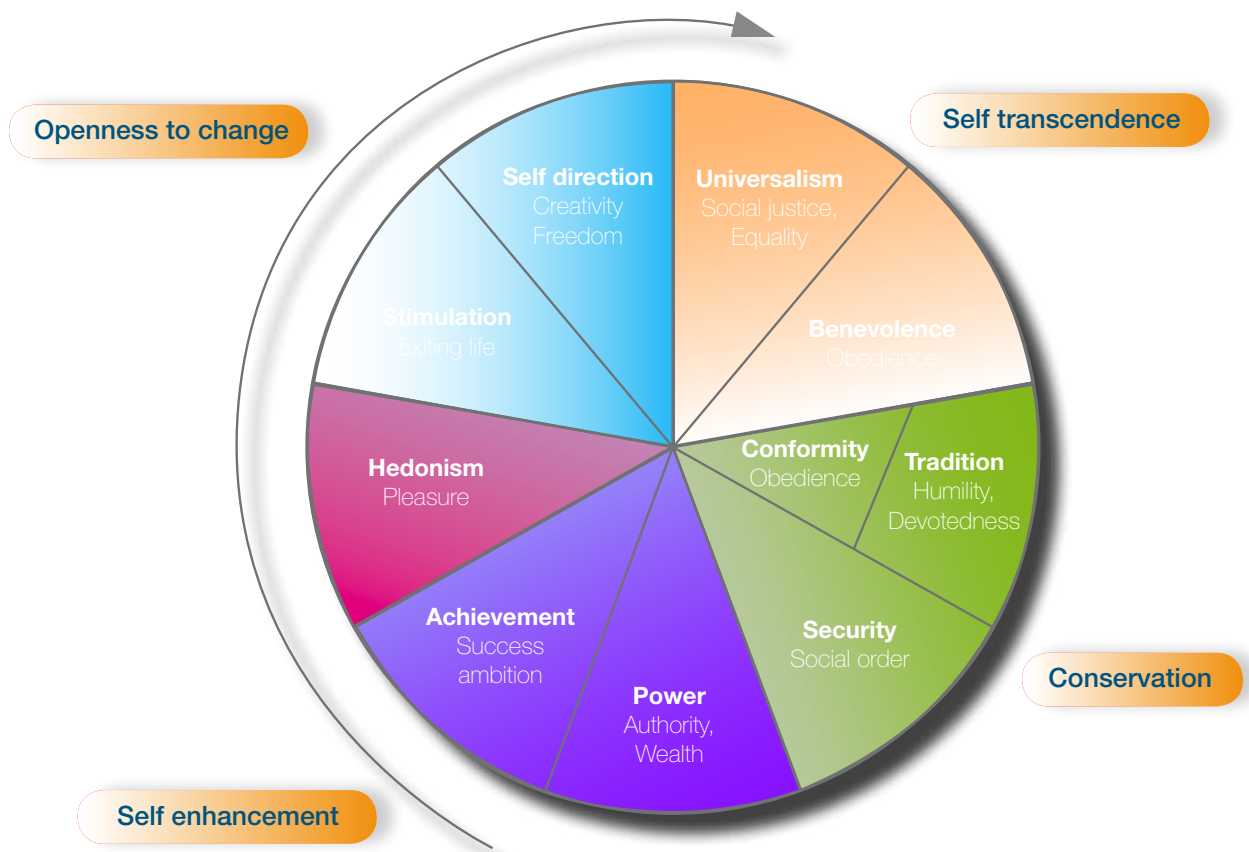 Openness to change
Self transcendence
Self direction
Creativity
Freedom
Universalism
Social justice,
Equality
Stimulation
Exiting life
Benevolence
Obedience
Hedonism
Pleasure
Conformity
Obedience
Tradition
Humility,
Devotedness
Achievement
Success
ambition
Security
Social order
Power
Authority,
Wealth
Conservation
Self enhancement